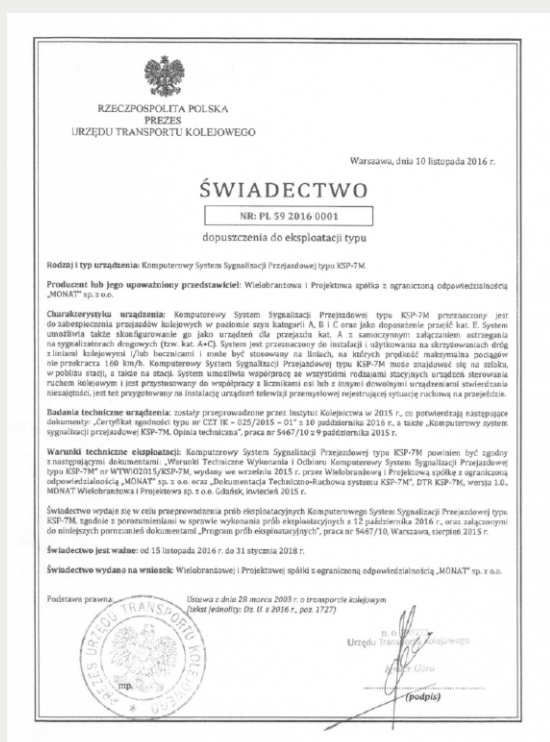 RZECZPOSPOLITA POLSKA
PREZES
URZĘDU TRANSPORTU KOLEJOWEGO
Warszawa, dnia 10 listopada 2016 r.
ŚWIADECTWO
NR: PL 59 2016 0001
dopuszczenia do eksploatacji typu
Rodzaj i typ urządzenia: Komputerowy System Sygnalizacji Przejazdowej typu KSP-7M.
Producent lub jego upoważniony przedstawiciel: Wielobranżowa i Projektowa spółka z ograniczoną odpowiedzialnością
„MONAT" sp. z o.o.
Charakterystyka urządzenia: Komputerowy System Sygnalizacji Przejazdowej typu KSP-7M przeznaczony jest
do zabezpieczenia przejazdów kolejowych w poziomie szyn kategorii A, B i C oraz jako doposażenie przejść kat. E. System
umożliwia także skonfigurowanie go jako urządzeń dla przejazdu kat. A z samoczynnym załączaniem ostrzegania
na sygnalizatorach drogowych (tzw. kat. A+C). System jest przeznaczony do instalacji i użytkowania na skrzyżowaniach dróg
z liniami kolejowymi i/lub bocznicami i może być stosowany na liniach, na których prędkość maksymalna pociągów
nie przekracza 160 km/h. Komputerowy System Sygnalizacji Przejazdowej typu KSP-7M może znajdować się na szlaku,
w pobliżu stacji, a także na stacji. System umożliwia współpracę ze wszystkimi rodzajami stacyjnych urządzeń sterowania
ruchem kolejowym i jest przystosowany do współpracy z licznikami osi lub z innymi dowolnymi urządzeniami stwierdzania
niezajętości, jest też przygotowany na instalację urządzeń telewizji przemysłowej rejestrującej sytuację ruchową na przejeździe.
Badania techniczne urządzenia: zostały przeprowadzone przez Instytut Kolejnictwa w 2015 r., co potwierdzają następujące
dokumenty: „Certyfikat zgodności typu nr CZT IK – 025/2015 – 01" z 10 października 2016 r., a także „Komputerowy system
sygnalizacji przejazdowej KSP-7M. Opinia techniczna", praca nr 5467/10 z 9 października 2015 r.
Warunki techniczne eksploatacji: Komputerowy System Sygnalizacji Przejazdowej typu KSP-7M powinien być zgodny
z następującymi dokumentami: „Warunki Techniczne Wykonania i Odbioru Komputerowy System Sygnalizacji Przejazdowej
typu KSP-7M" nr WTWiO2015/KSP-7M, wydany we wrześniu 2015 r. przez Wielobranżową i Projektową spółkę z ograniczoną
odpowiedzialnością „MONAT" sp. z o.o. oraz „Dokumentacja Techniczno-Ruchowa systemu KSP-7M", DTR KSP-7M, wersja 1.0.,
MONAT Wielobranżowa i Projektowa sp. z o.o. Gdańsk, kwiecień 2015 r.
Świadectwo wydaje się w celu przeprowadzenia prób eksploatacyjnych Komputerowego System Sygnalizacji Przejazdowej typu
KSP-7M, zgodnie z porozumieniami w sprawie wykonania prób eksploatacyjnych z 12 października 2016 r., oraz załączonymi
do niniejszych porozumień dokumentami „Program prób eksploatacyjnych", praca nr 5467/10, Warszawa, sierpień 2015 r.
Świadectwo jest ważne: od 15 listopada 2016 r. do 31 stycznia 2018 r.
Świadectwo wydano na wniosek: Wielobranżowej i Projektowej spółki z ograniczoną odpowiedzialnością „MONAT" sp. z o.o.
Podstawa prawna:
Ustawa z dnia 28 marca 2003 r. o transporcie kolejowym
(tekst jednolity: Dz. U. z 2016 r., poz. 1727)
PREZES URZĘDU TRANSPORTU KOLEJOWEGO
mp.
p. o.
Urzędu Transportu Kolejowego
Góra
(podpis)